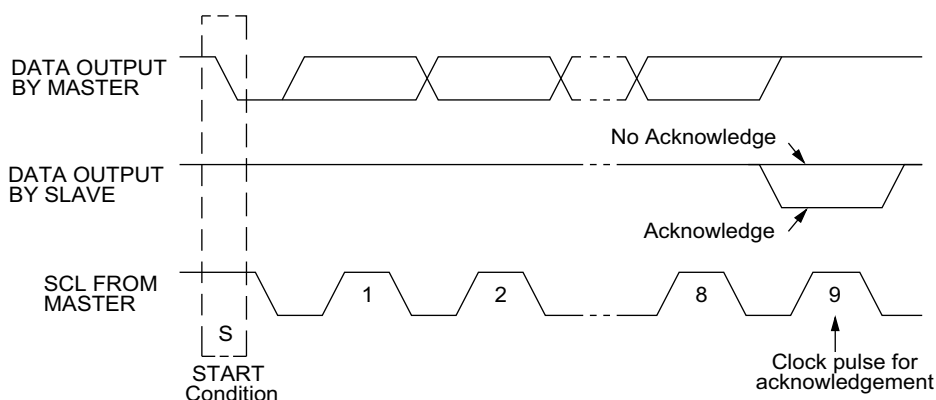 DATA OUTPUT
BY MASTER
No Acknowledge
DATA OUTPUT
BY SLAVE
Acknowledge
SCL FROM
MASTER
1
2
8
9
S
START
Condition
Clock pulse for
acknowledgement